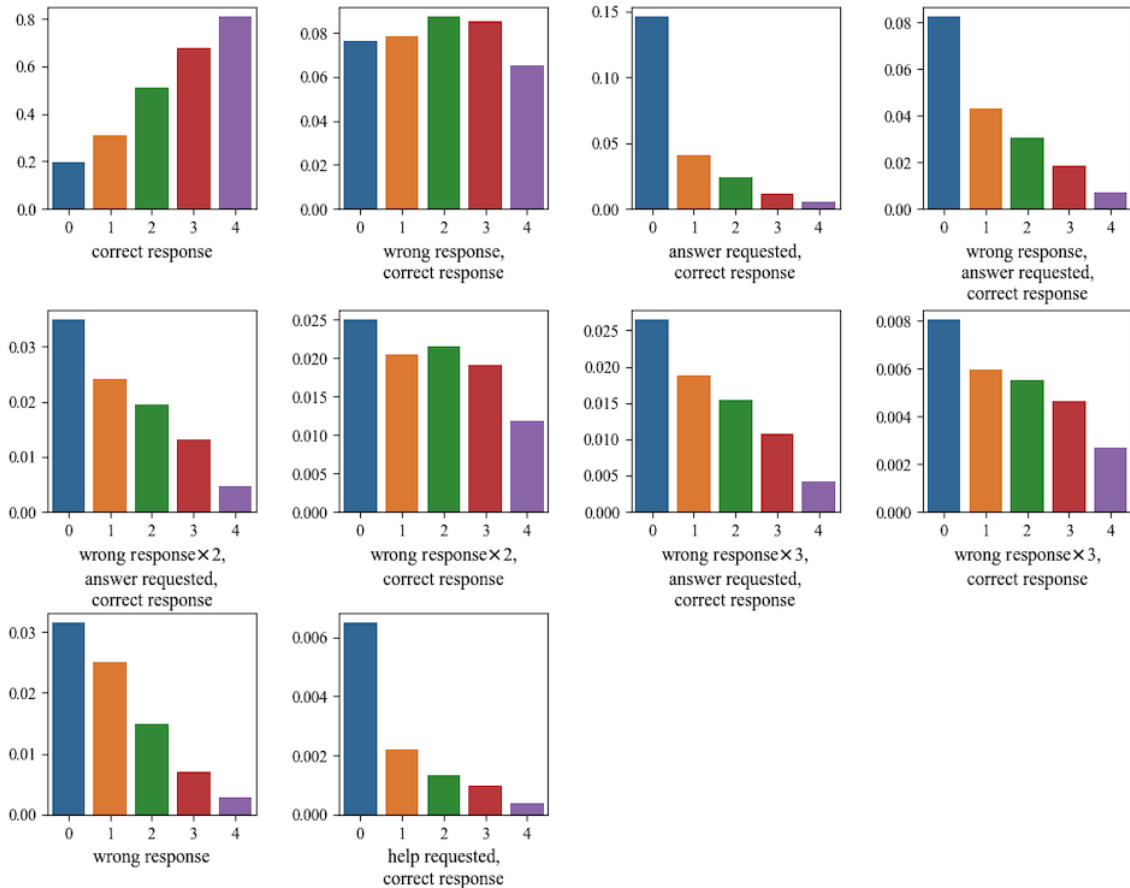 0.8
0.6
0.4
0.2
0.0
0 1 2 3 4
correct response
0.08
0.06
0.04
0.02
0.00
0 1 2 3 4
wrong response,
correct response
0.15
0.10
0.05
0.00
0 1 2 3 4
answer requested,
correct response
0.08
0.06
0.04
0.02
0.00
0 1 2 3 4
wrong response,
answer requested,
correct response
0.03
0.02
0.01
0.00
0 1 2 3 4
wrong response×2,
answer requested,
correct response
0.025
0.020
0.015
0.010
0.005
0.000
0 1 2 3 4
wrong response×2,
correct response
0.025
0.020
0.015
0.010
0.005
0.000
0 1 2 3 4
wrong response×3,
answer requested,
correct response
0.008
0.006
0.004
0.002
0.000
0 1 2 3 4
wrong response×3,
correct response
0.03
0.02
0.01
0.00
0 1 2 3 4
wrong response
0.006
0.004
0.002
0.000
0 1 2 3 4
help requested,
correct response